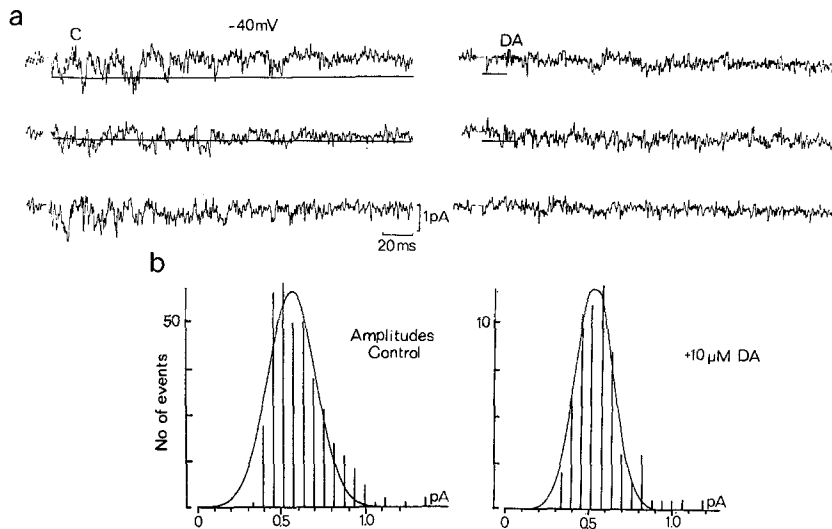 a
C
-40mV
DA
1pA
20ms
b
50
No of events
Amplitudes
Control
0
0.5
1.0
pA
10
+10 µM DA
0
0.5
1.0
pA